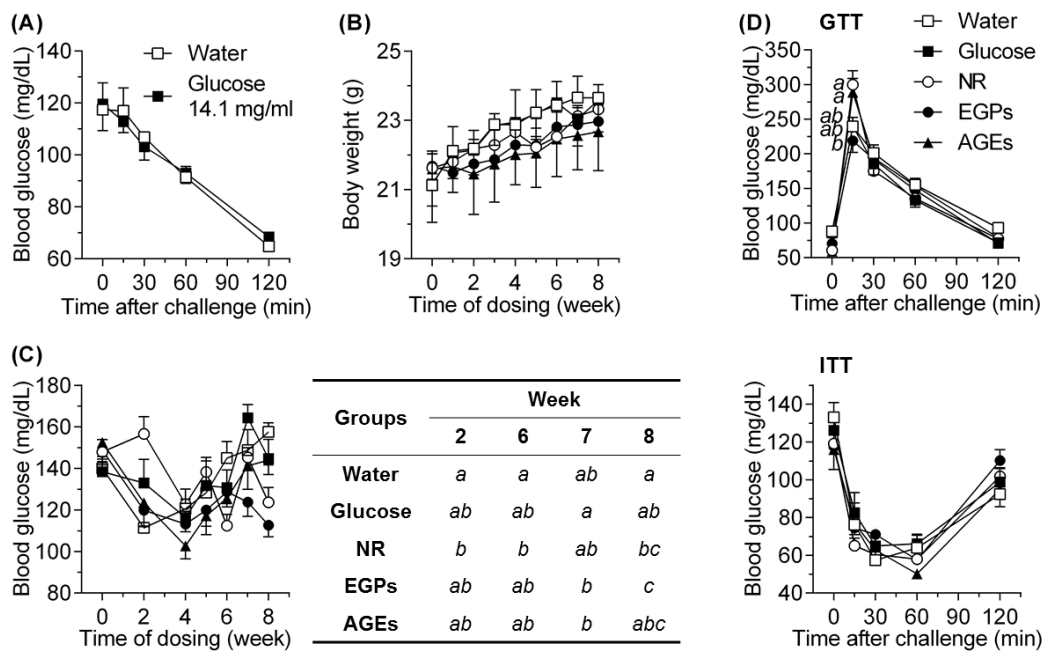 (A)
Blood glucose (mg/dL)
140
120
100
80
60
0 30 60 90 120
Time after challenge (min)
Water
Glucose
14.1 mg/ml
(B)
Body weight (g)
25
23
21
19
0 2 4 6 8
Time of dosing (week)
(D)
GTT
Water
Glucose
NR
EGPs
AGEs
Blood glucose (mg/dL)
350
300
250
200
150
100
50
a
a
ab
ab
b
0 30 60 90 120
Time after challenge (min)
(C)
Blood glucose (mg/dL)
180
160
140
120
100
80
0 2 4 6 8
Time of dosing (week)
Groups Week
2 6 7 8
Water a a ab a
Glucose ab ab a ab
NR b b ab bc
EGPs ab ab b c
AGEs ab ab b abc
ITT
Blood glucose (mg/dL)
140
120
100
80
60
40
0 30 60 90 120
Time after challenge (min)